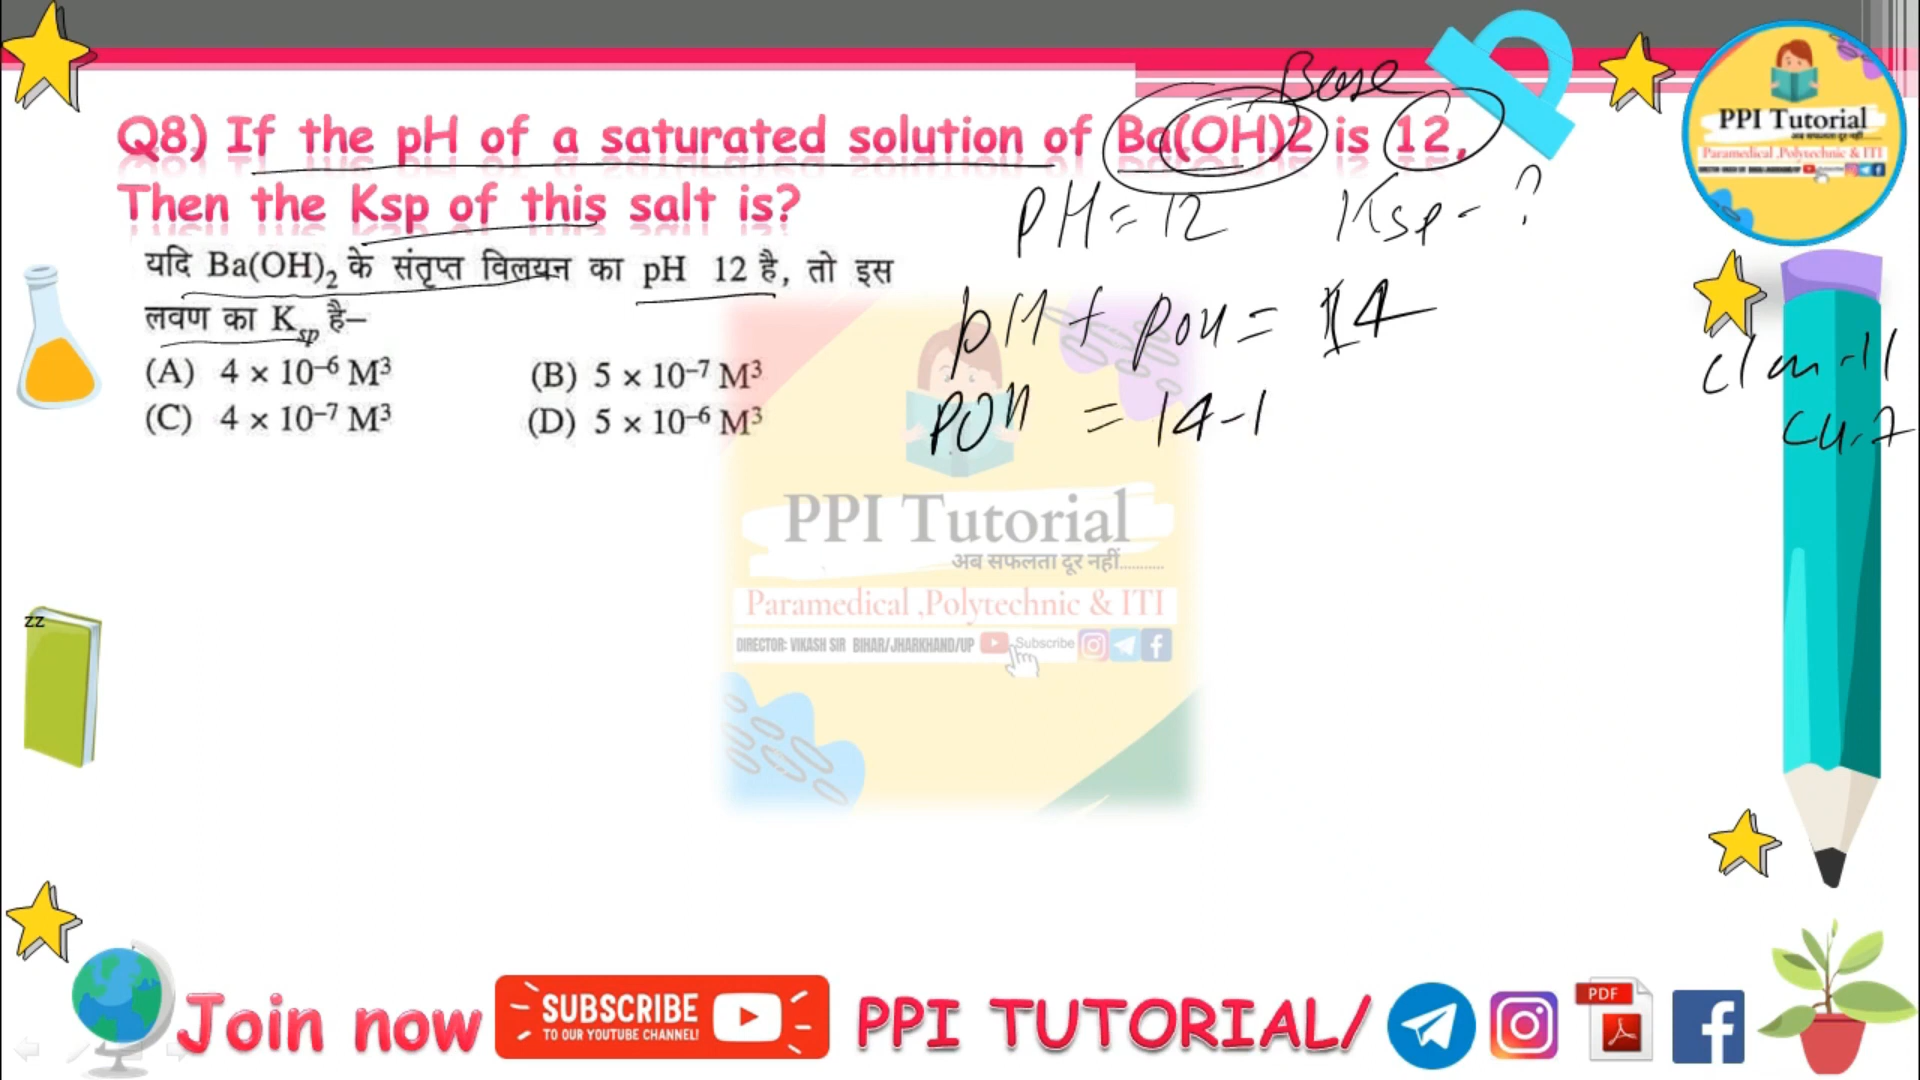 Q8) If the pH of a saturated solution of Ba(OH)2 is 12,
Then the Ksp of this salt is?
यदि Ba(OH)₂ के संतृप्त विलयन का pH 12 है, तो इस
लवण का Ksp है–
(A) 4 × 10⁻⁶ M³ (B) 5 × 10⁻⁷ M³
(C) 4 × 10⁻⁷ M³ (D) 5 × 10⁻⁶ M³
Base
PH = 12 Ksp - ?
pH + pOH = 14
POH = 14-1
PPI Tutorial
अब सफलता दूर नहीं
Paramedical ,Polytechnic & ITI
PPI Tutorial
अब सफलता दूर नहीं...........
Paramedical ,Polytechnic & ITI
DIRECTOR: VIKASH SIR BIHAR/JHARKHAND/UP Subscribe
zz
Join now
SUBSCRIBE
TO OUR YOUTUBE CHANNEL!
PPI TUTORIAL/
PDF